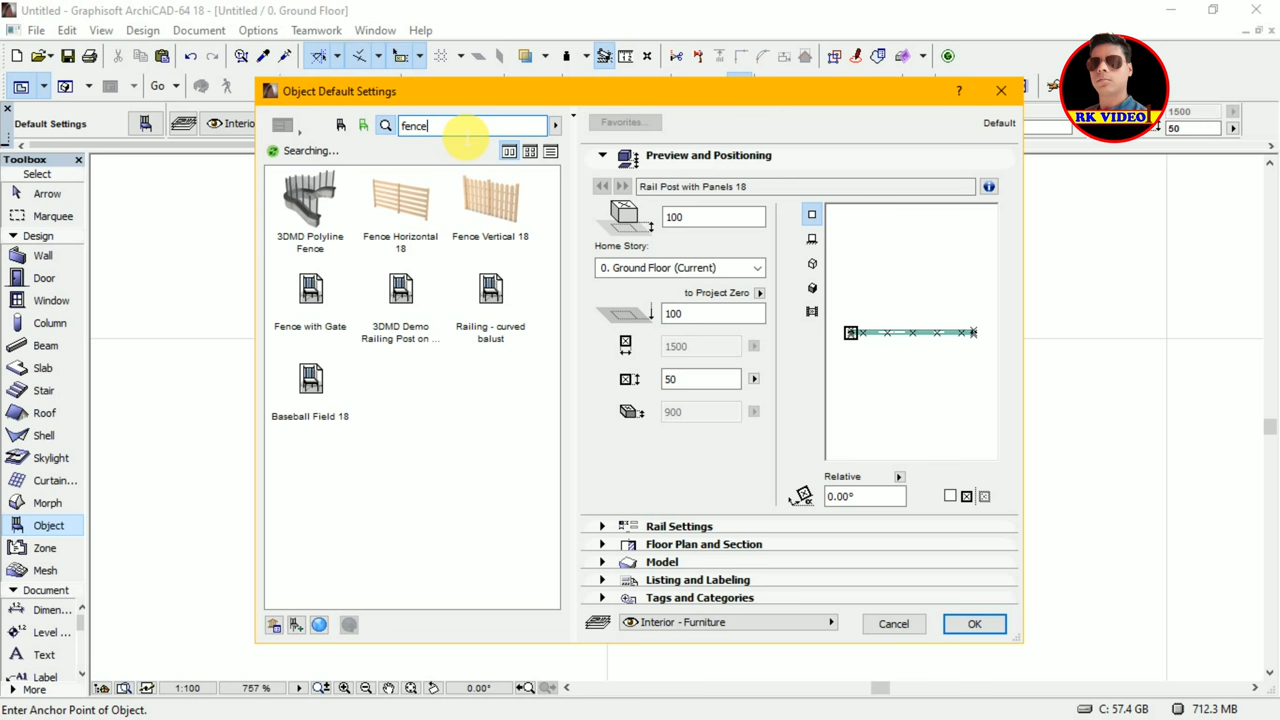 Untitled - Graphisoft ArchiCAD-64 18 - [Untitled / 0. Ground Floor]
File Edit View Design Document Options Teamwork Window Help
Go
Default Settings
Interio
1500
50
RK VIDEO
Object Default Settings
?
fence
Searching...
3DMD Polyline Fence
Fence Horizontal 18
Fence Vertical 18
Fence with Gate
3DMD Demo Railing Post on ...
Railing - curved balust
Baseball Field 18
Favorites...
Default
Preview and Positioning
Rail Post with Panels 18
100
Home Story:
0. Ground Floor (Current)
to Project Zero
100
1500
50
900
Relative
0.00°
Rail Settings
Floor Plan and Section
Model
Listing and Labeling
Tags and Categories
Interior - Furniture
Cancel
OK
Toolbox
Select
Arrow
Marquee
Design
Wall
Door
Window
Column
Beam
Slab
Stair
Roof
Shell
Skylight
Curtain...
Morph
Object
Zone
Mesh
Document
Dimen...
Level ...
Text
Label
More
1:100
757 %
0.00°
Enter Anchor Point of Object.
C: 57.4 GB
712.3 MB